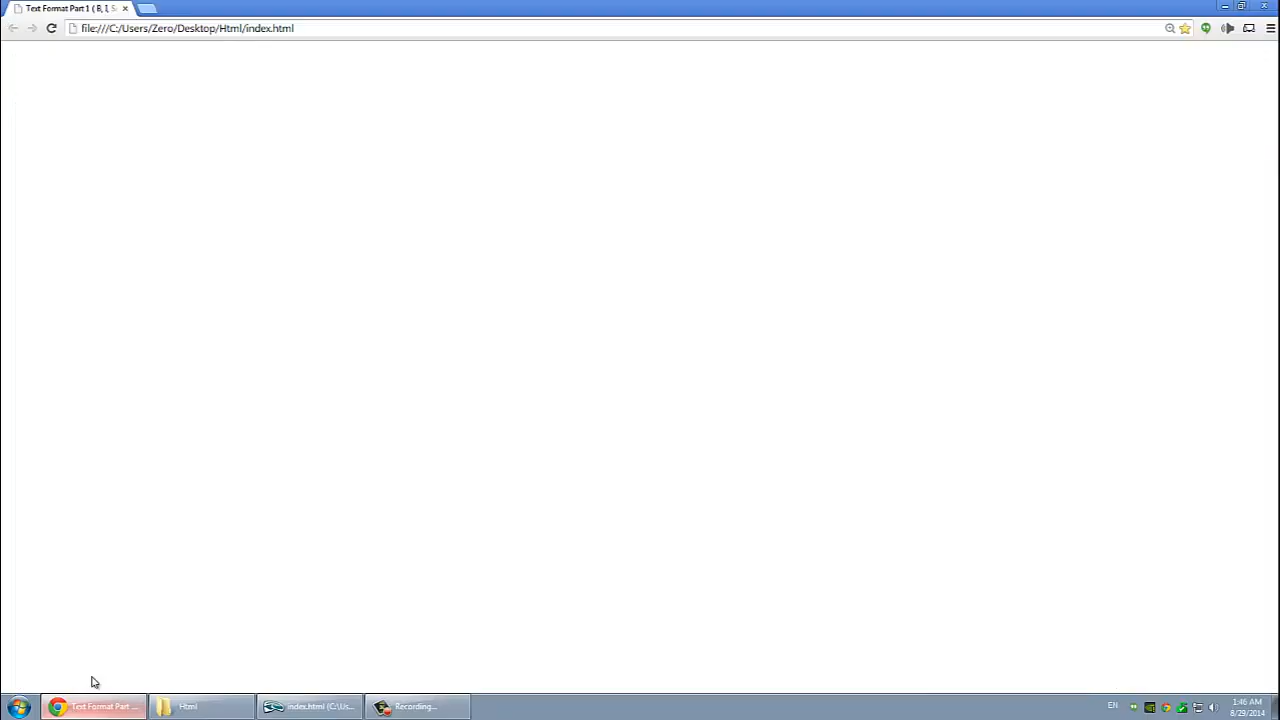 Text Format Part 1 ( B, I,
file:///C:/Users/Zero/Desktop/Html/index.html
Text Format Part ...
Html
index.html (C:\Us...
Recording...
EN
1:46 AM
8/29/2014